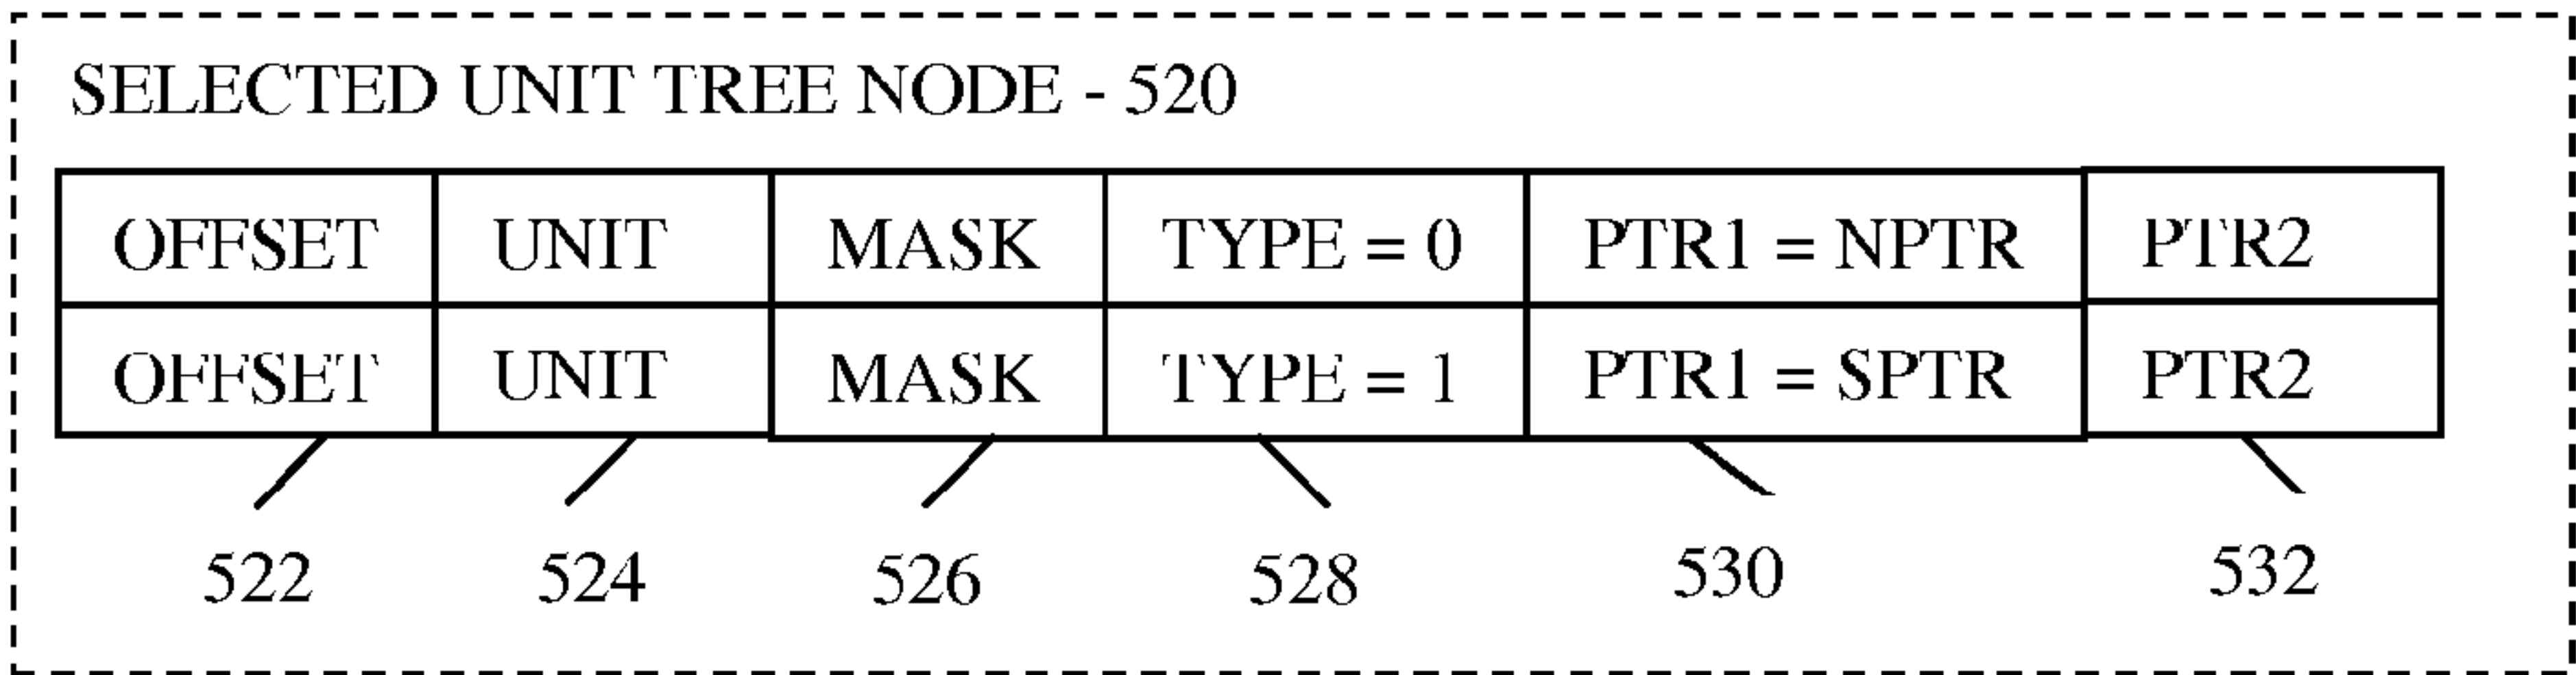 SELECTED UNIT TREE NODE - 520
OFFSET UNIT MASK TYPE = 0 PTR1 = NPTR PTR2
OFFSET UNIT MASK TYPE = 1 PTR1 = SPTR PTR2
522 524 526 528 530 532